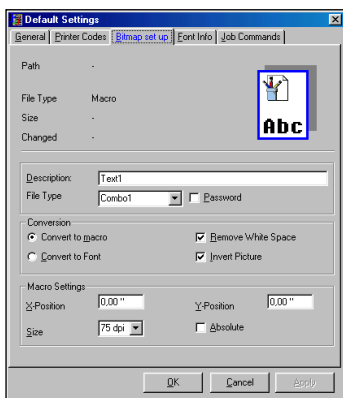 Default Settings
General Printer Codes Bitmap set up Font Info Job Commands
Path -
File Type Macro
Size -
Changed -
Abc
Description: Text1
File Type Combo1 Password
Conversion
Convert to macro Remove White Space
Convert to Font Invert Picture
Macro Settings
X-Position 0,00 " Y-Position 0,00 "
Size 75 dpi Absolute
OK Cancel Apply